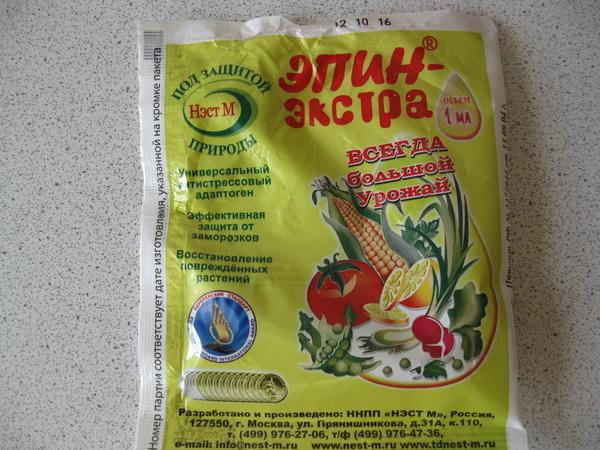 12 10 16
ЭПИН-®
ЭКСТРА
ОБЪЕМ
1 мл
ПОД ЗАЩИТОЙ
Нэст М
ПРИРОДЫ
ВСЕГДА
большой
Урожай
Универсальный
антистрессовый
адаптоген
Эффективная
защита от
заморозков
Восстановление
повреждённых
растений
ЕВРОПЕЙСКИЙ СТАНДАРТ
Разработано и произведено: ННПП «НЭСТ М», Россия,
127550, г. Москва, ул. Прянишникова, д.31А, к.110,
т. (499) 976-27-06, т/ф (499) 976-47-36,
e-mail: info@nest-m.ru www.nest-m.ru www.tdnest-m.ru
Номер партии соответствует дате изготовления, указанной на кромке пакета